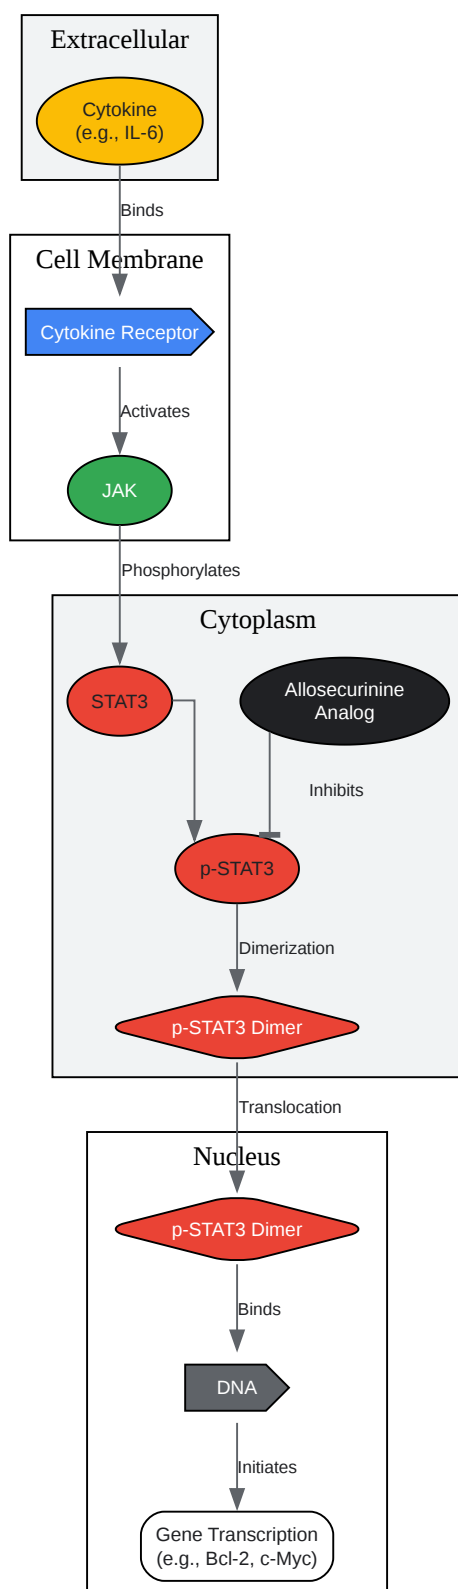 Extracellular
Cytokine
(e.g., IL-6)
Binds
Cell Membrane
Cytokine Receptor
Activates
JAK
Phosphorylates
Cytoplasm
STAT3
Allosecurinine
Analog
Inhibits
p-STAT3
Dimerization
p-STAT3 Dimer
Translocation
Nucleus
p-STAT3 Dimer
Binds
DNA
Initiates
Gene Transcription
(e.g., Bcl-2, c-Myc)